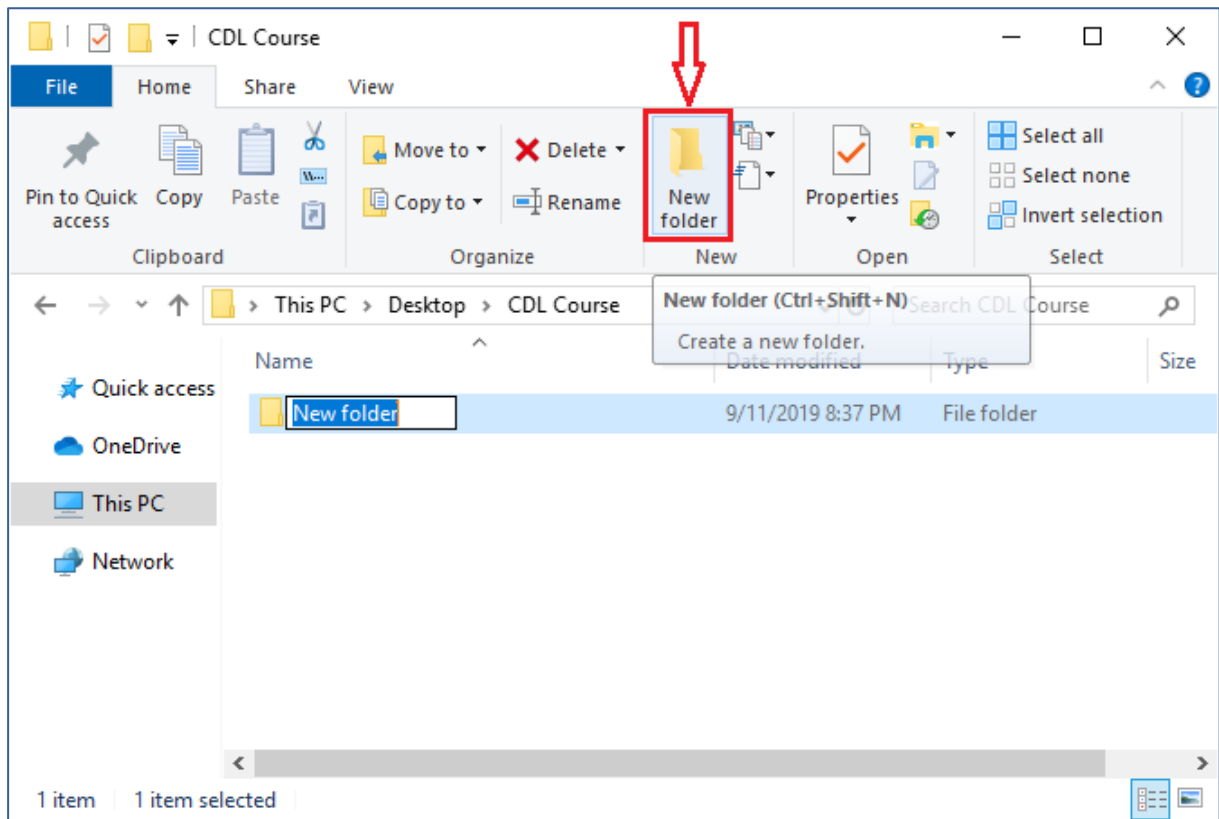 CDL Course
File Home Share View
Pin to Quick access
Copy
Paste
Move to
Copy to
Delete
Rename
New folder
Properties
Select all
Select none
Invert selection
Clipboard Organize New Open Select
This PC > Desktop > CDL Course
Search CDL Course
New folder (Ctrl+Shift+N)
Create a new folder.
Name Date modified Type Size
New folder 9/11/2019 8:37 PM File folder
Quick access
OneDrive
This PC
Network
1 item 1 item selected